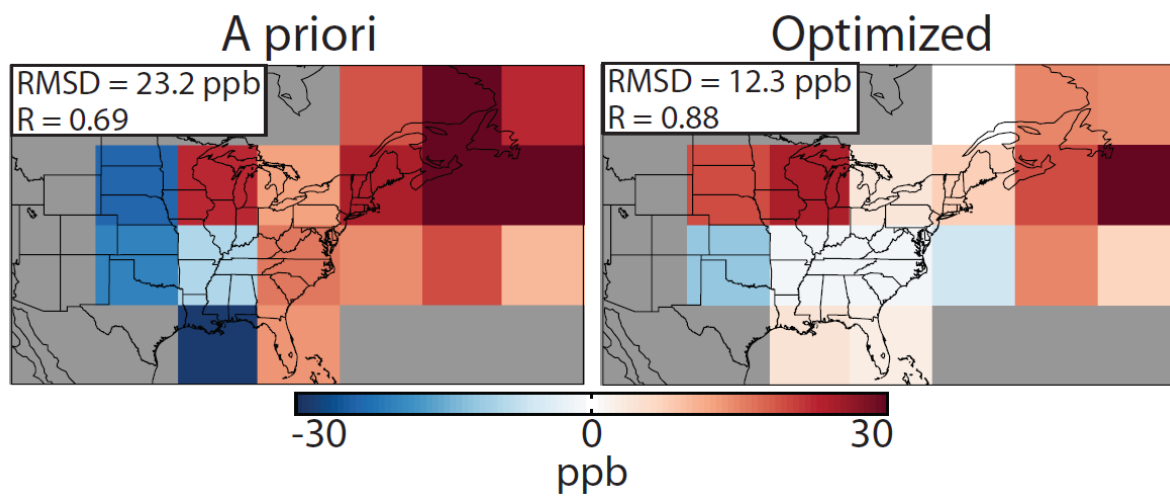 A priori
Optimized
RMSD = 23.2 ppb
R = 0.69
RMSD = 12.3 ppb
R = 0.88
-30
0
30
ppb